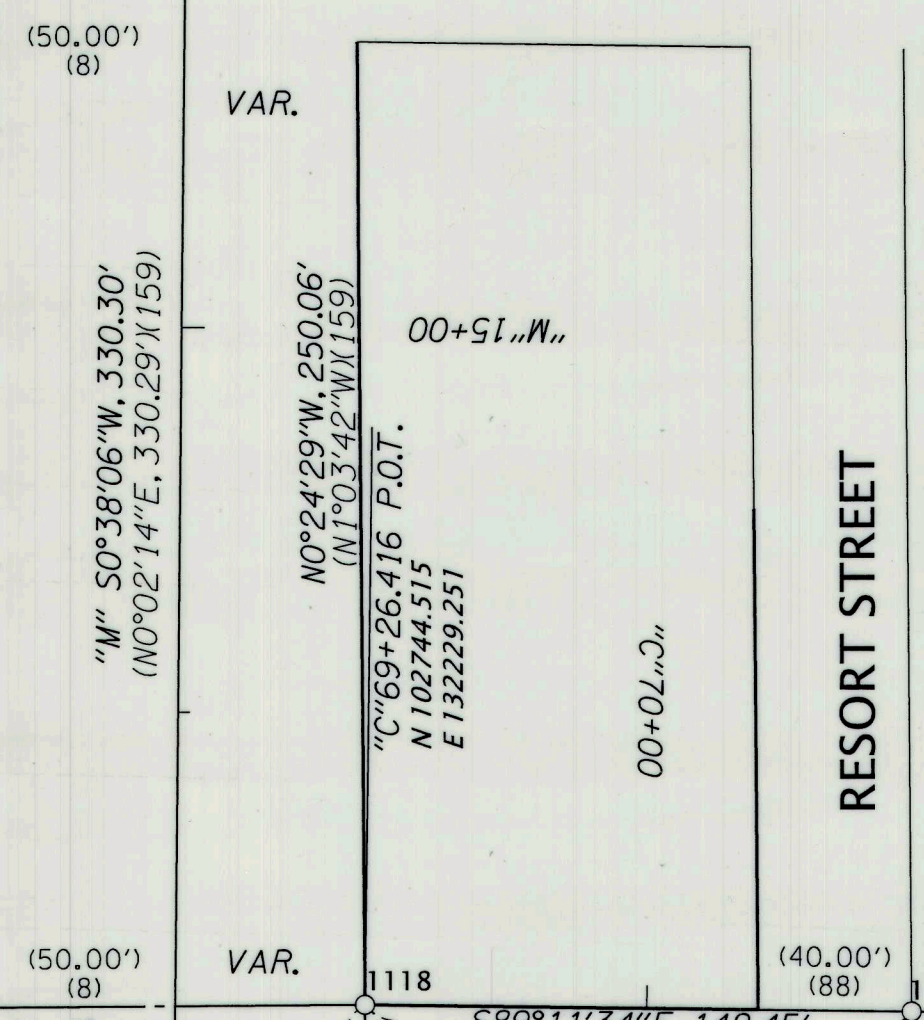 (50.00')
(8)
VAR.
"M" S0°38'06"W, 330.30'
(N0°02'14"E, 330.29')(159)
N0°24'29"W, 250.06'
(N1°03'42"W)(159)
"M"15+00
"C"69+26.416 P.O.T.
N 102744.515
E 132229.251
"C"70+00
RESORT STREET
(50.00')
(8)
VAR.
1118
(40.00')
(88)
1